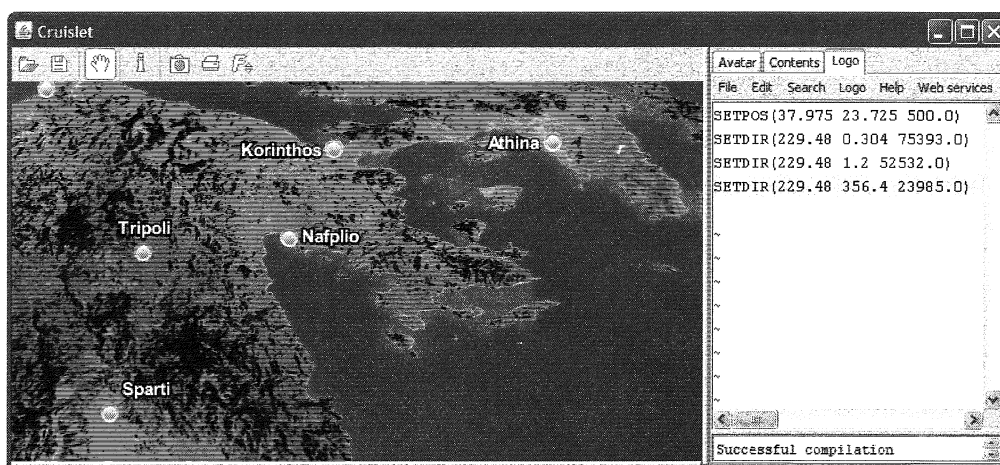 Cruislet
Avatar Contents Logo
File Edit Search Logo Help Web services
SETPOS(37.975 23.725 500.0)
SETDIR(229.48 0.304 75393.0)
SETDIR(229.48 1.2 52532.0)
SETDIR(229.48 356.4 23985.0)
~
~
~
~
~
~
Korinthos
Athina
Tripoli
Nafplio
Sparti
Successful compilation